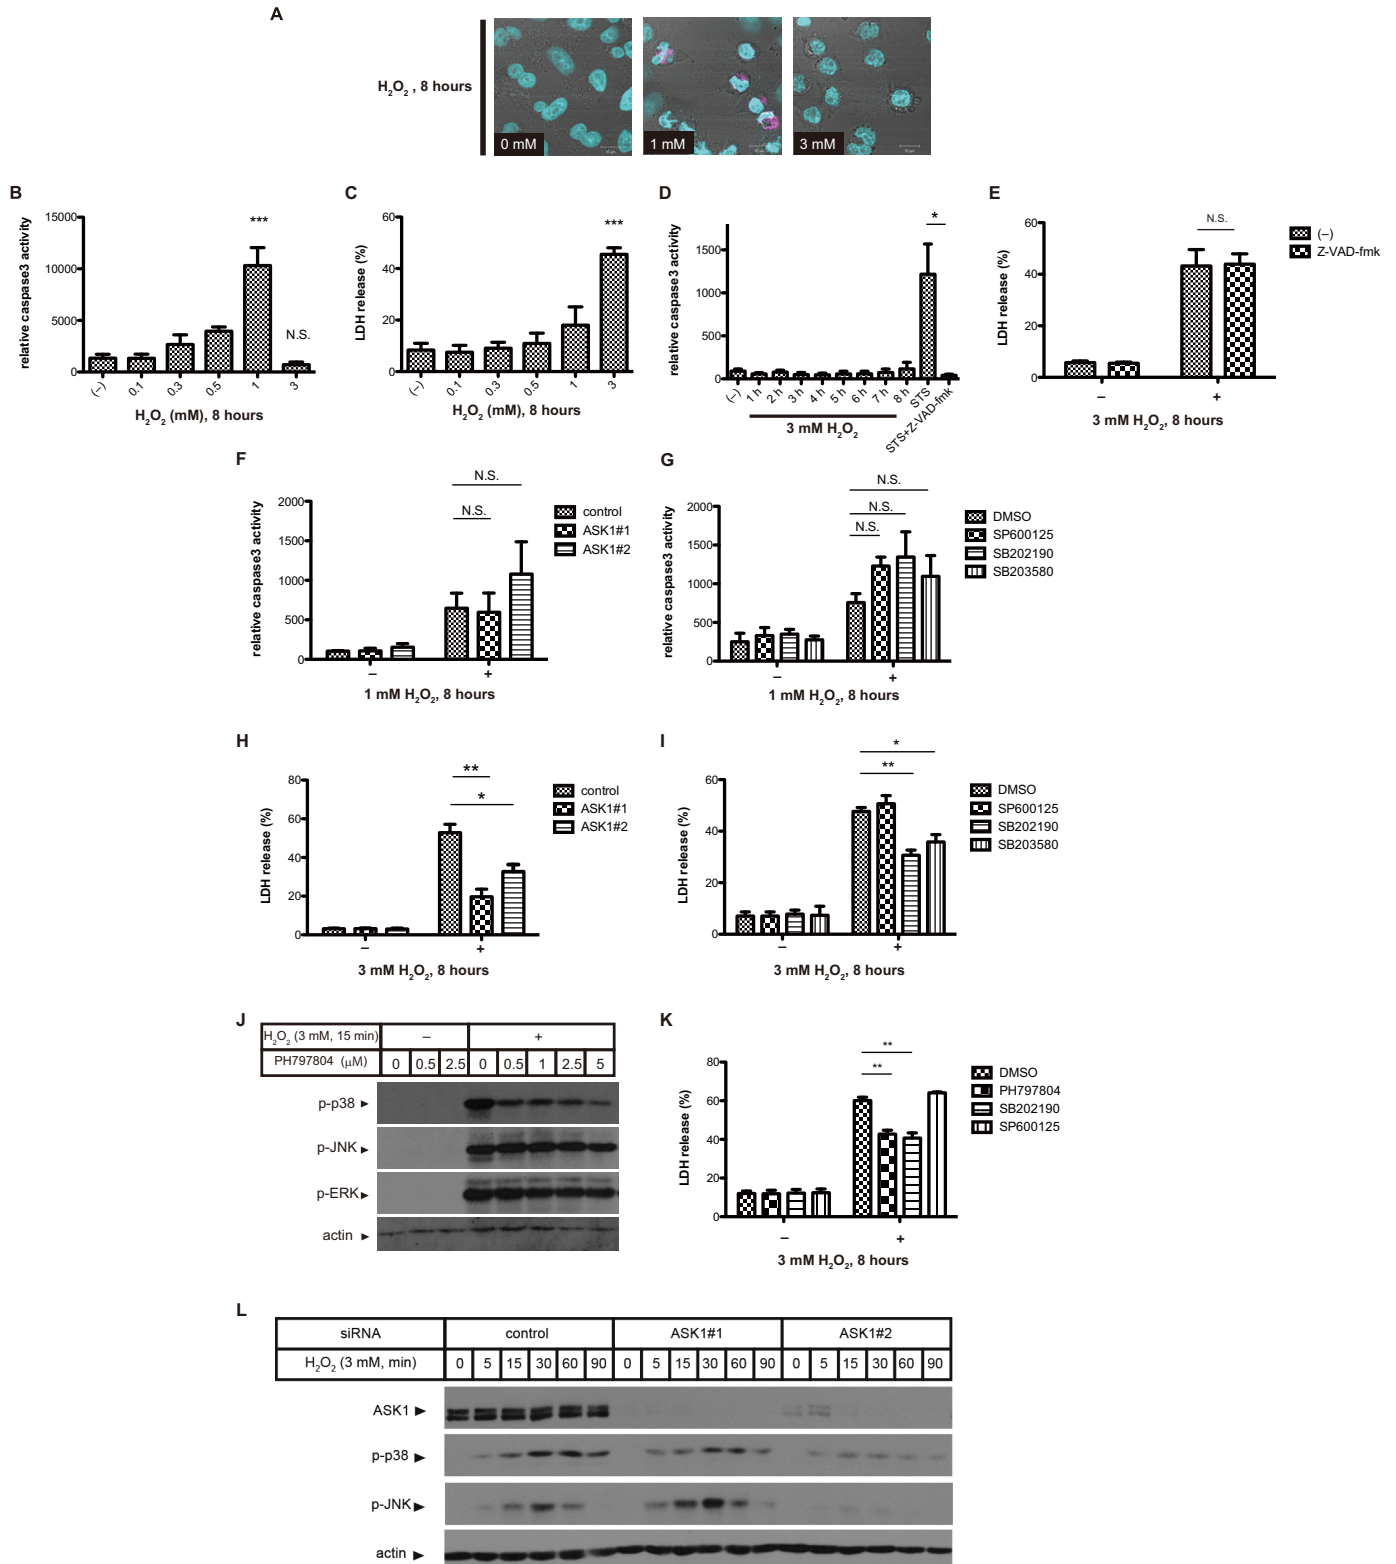 A
H₂O₂ , 8 hours
0 mM
1 mM
3 mM
B
relative caspase3 activity
15000
10000
5000
0
***
N.S.
(-) 0.1 0.3 0.5 1 3
H₂O₂ (mM), 8 hours
C
LDH release (%)
60
40
20
0
***
(-) 0.1 0.3 0.5 1 3
H₂O₂ (mM), 8 hours
D
relative caspase3 activity
1500
1000
500
0
*
(-) 1 h 2 h 3 h 4 h 5 h 6 h 7 h 8 h STS STS+Z-VAD-fmk
3 mM H₂O₂
E
LDH release (%)
60
40
20
0
N.S.
(–)
Z-VAD-fmk
– +
3 mM H₂O₂, 8 hours
F
relative caspase3 activity
2000
1500
1000
500
0
N.S.
N.S.
control
ASK1#1
ASK1#2
– +
1 mM H₂O₂, 8 hours
G
relative caspase3 activity
2000
1500
1000
500
0
N.S.
N.S.
N.S.
DMSO
SP600125
SB202190
SB203580
– +
1 mM H₂O₂, 8 hours
H
LDH release (%)
80
60
40
20
0
**
*
control
ASK1#1
ASK1#2
– +
3 mM H₂O₂, 8 hours
I
LDH release (%)
60
40
20
0
*
**
DMSO
SP600125
SB202190
SB203580
– +
3 mM H₂O₂, 8 hours
J
H₂O₂ (3 mM, 15 min) – +
PH797804 (μM) 0 0.5 2.5 0 0.5 1 2.5 5
p-p38
p-JNK
p-ERK
actin
K
LDH release (%)
80
60
40
20
0
**
**
DMSO
PH797804
SB202190
SP600125
– +
3 mM H₂O₂, 8 hours
L
siRNA control ASK1#1 ASK1#2
H₂O₂ (3 mM, min) 0 5 15 30 60 90 0 5 15 30 60 90 0 5 15 30 60 90
ASK1
p-p38
p-JNK
actin